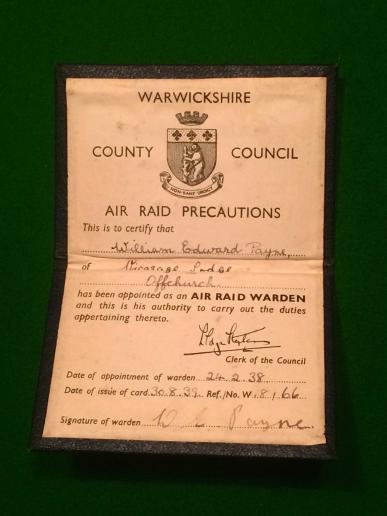 WARWICKSHIRE
COUNTY COUNCIL
NON SANZ DROICT
AIR RAID PRECAUTIONS
This is to certify that
William Edward Payne,
of Vicarage Lodge
Offchurch
has been appointed as an AIR RAID WARDEN
and this is his authority to carry out the duties
appertaining thereto.
Clerk of the Council
Date of appointment of warden 24.2.38
Date of issue of card 30.8.39 Ref./No. W.8/66
Signature of warden W E Payne.